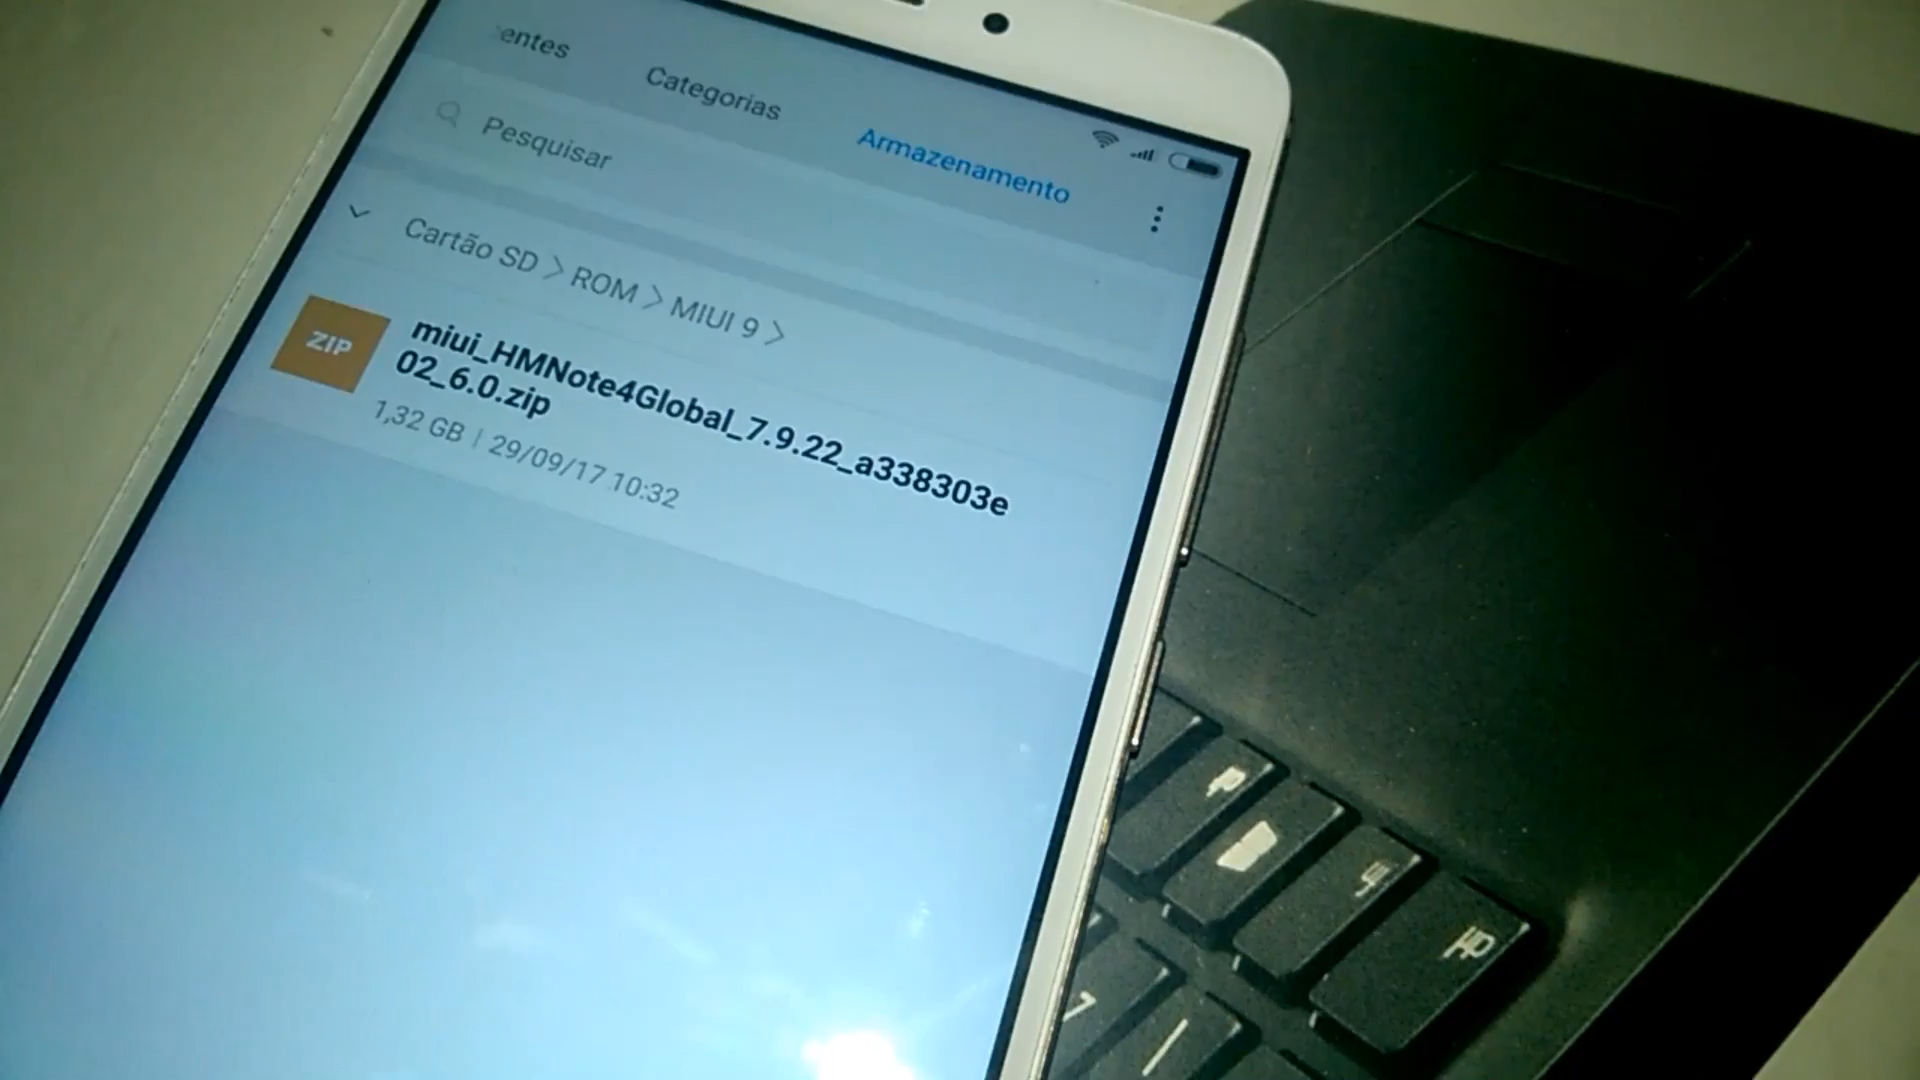 entes Categorias Armazenamento
Pesquisar
Cartão SD > ROM > MIUI 9 >
ZIP
miui_HMNote4Global_7.9.22_a338303e
02_6.0.zip
1,32 GB | 29/09/17 10:32